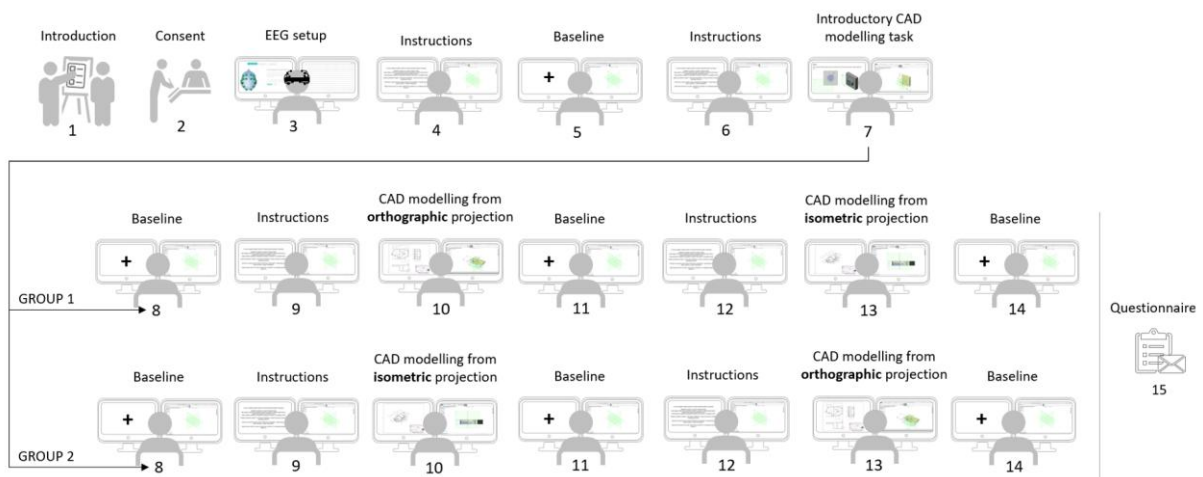 Introduction
Consent
EEG setup
Instructions
Baseline
Instructions
Introductory CAD
modelling task
1
2
3
4
5
6
7
Baseline
Instructions
CAD modelling from
orthographic projection
Baseline
Instructions
CAD modelling from
isometric projection
Baseline
GROUP 1
8
9
10
11
12
13
14
Baseline
Instructions
CAD modelling from
isometric projection
Baseline
Instructions
CAD modelling from
orthographic projection
Baseline
GROUP 2
8
9
10
11
12
13
14
Questionnaire
15